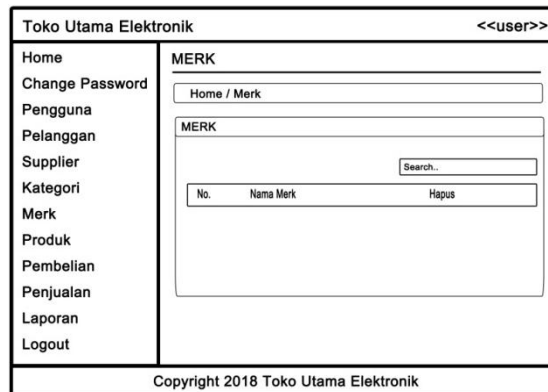 Toko Utama Elektronik <<user>>
Home
Change Password
Pengguna
Pelanggan
Supplier
Kategori
Merk
Produk
Pembelian
Penjualan
Laporan
Logout
MERK
Home / Merk
MERK
Search..
No. Nama Merk Hapus
Copyright 2018 Toko Utama Elektronik